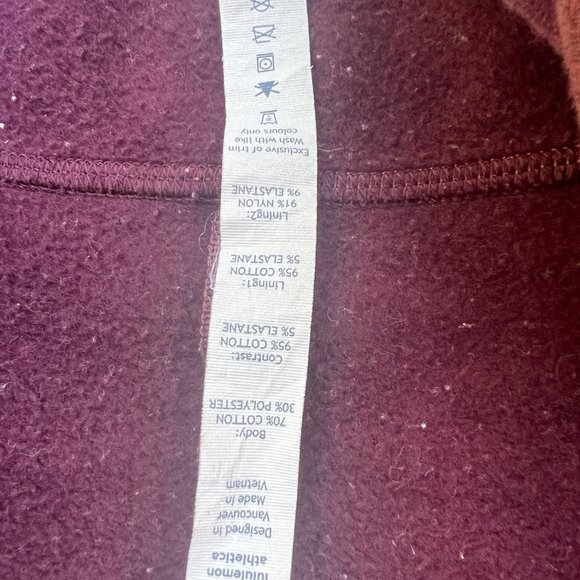 lululemon
athletica
Designed in
Vancouver
Made in
Vietnam
Body:
70% COTTON
30% POLYESTER
Contrast:
95% COTTON
5% ELASTANE
Lining1:
95% COTTON
5% ELASTANE
Lining2:
91% NYLON
9% ELASTANE
Exclusive of trim
Wash with like
colours only